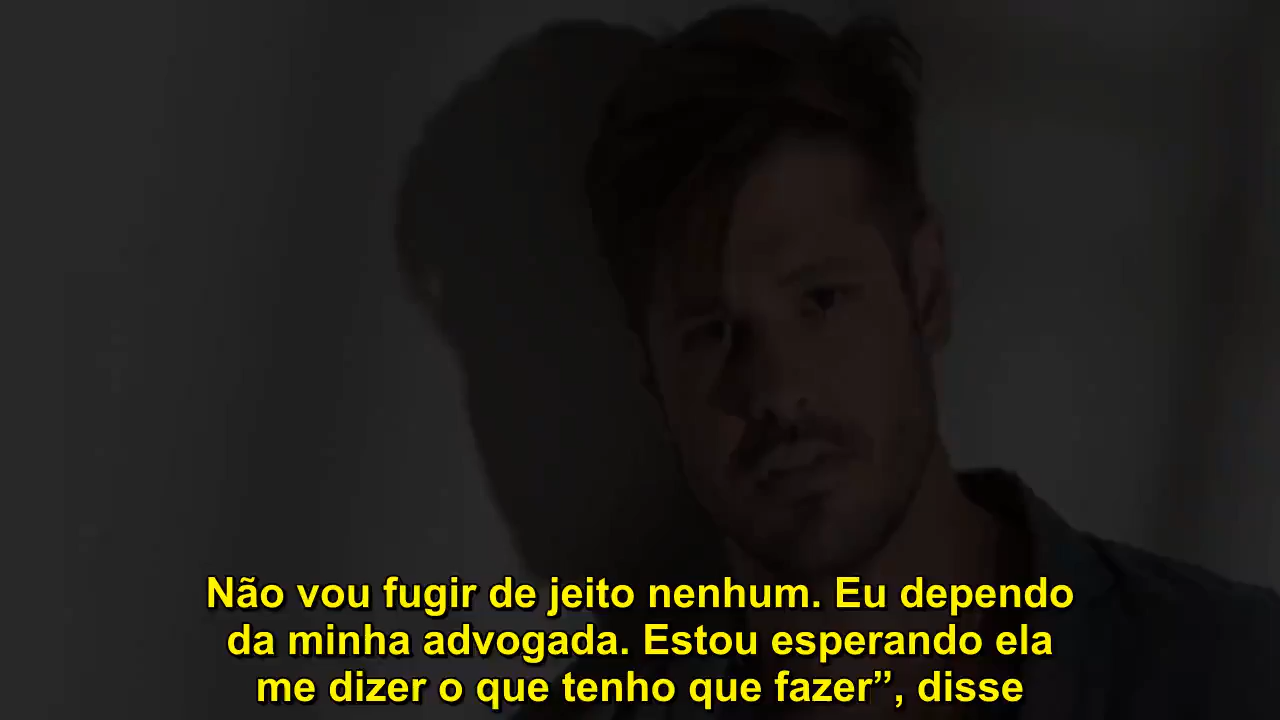 Não vou fugir de jeito nenhum. Eu dependo
da minha advogada. Estou esperando ela
me dizer o que tenho que fazer”, disse